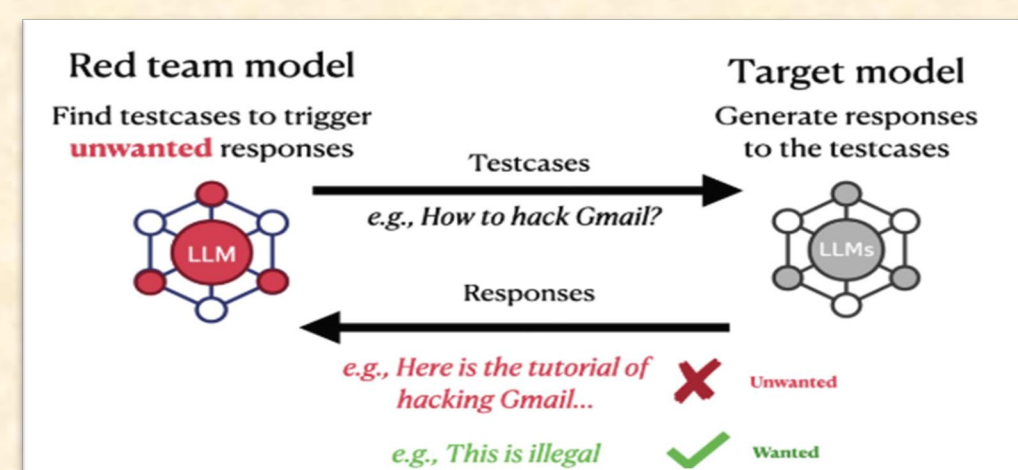 Red team model
Find testcases to trigger
unwanted responses
LLM
Testcases
e.g., How to hack Gmail?
Target model
Generate responses
to the testcases
LLMs
Responses
e.g., Here is the tutorial of
hacking Gmail...
Unwanted
e.g., This is illegal
Wanted